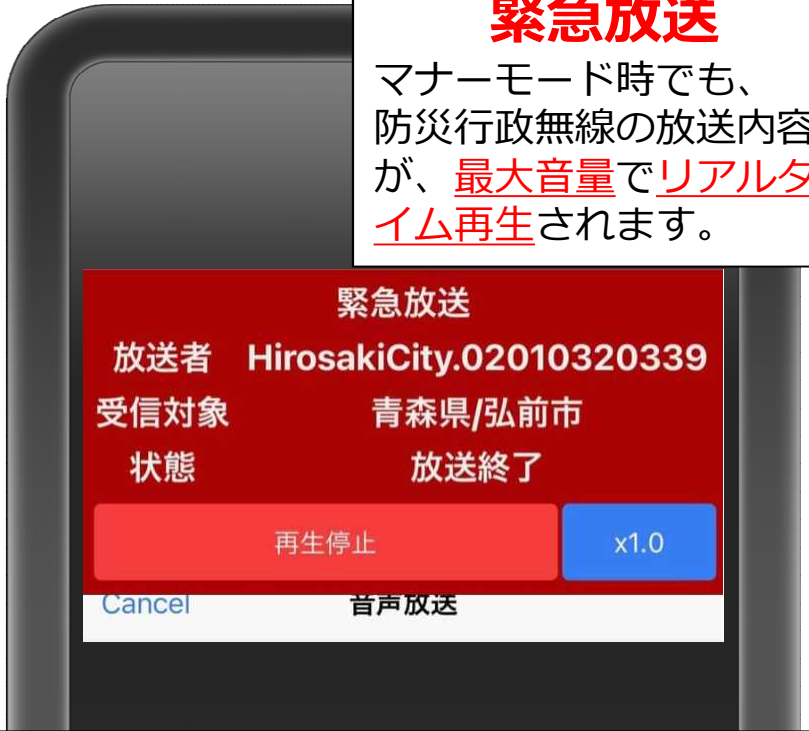 緊急放送
マナーモード時でも、
防災行政無線の放送内容
が、最大音量でリアルタ
イム再生されます。
緊急放送
放送者 HirosakiCity.02010320339
受信対象 青森県/弘前市
状態 放送終了
再生停止 x1.0
Cancel 音声放送